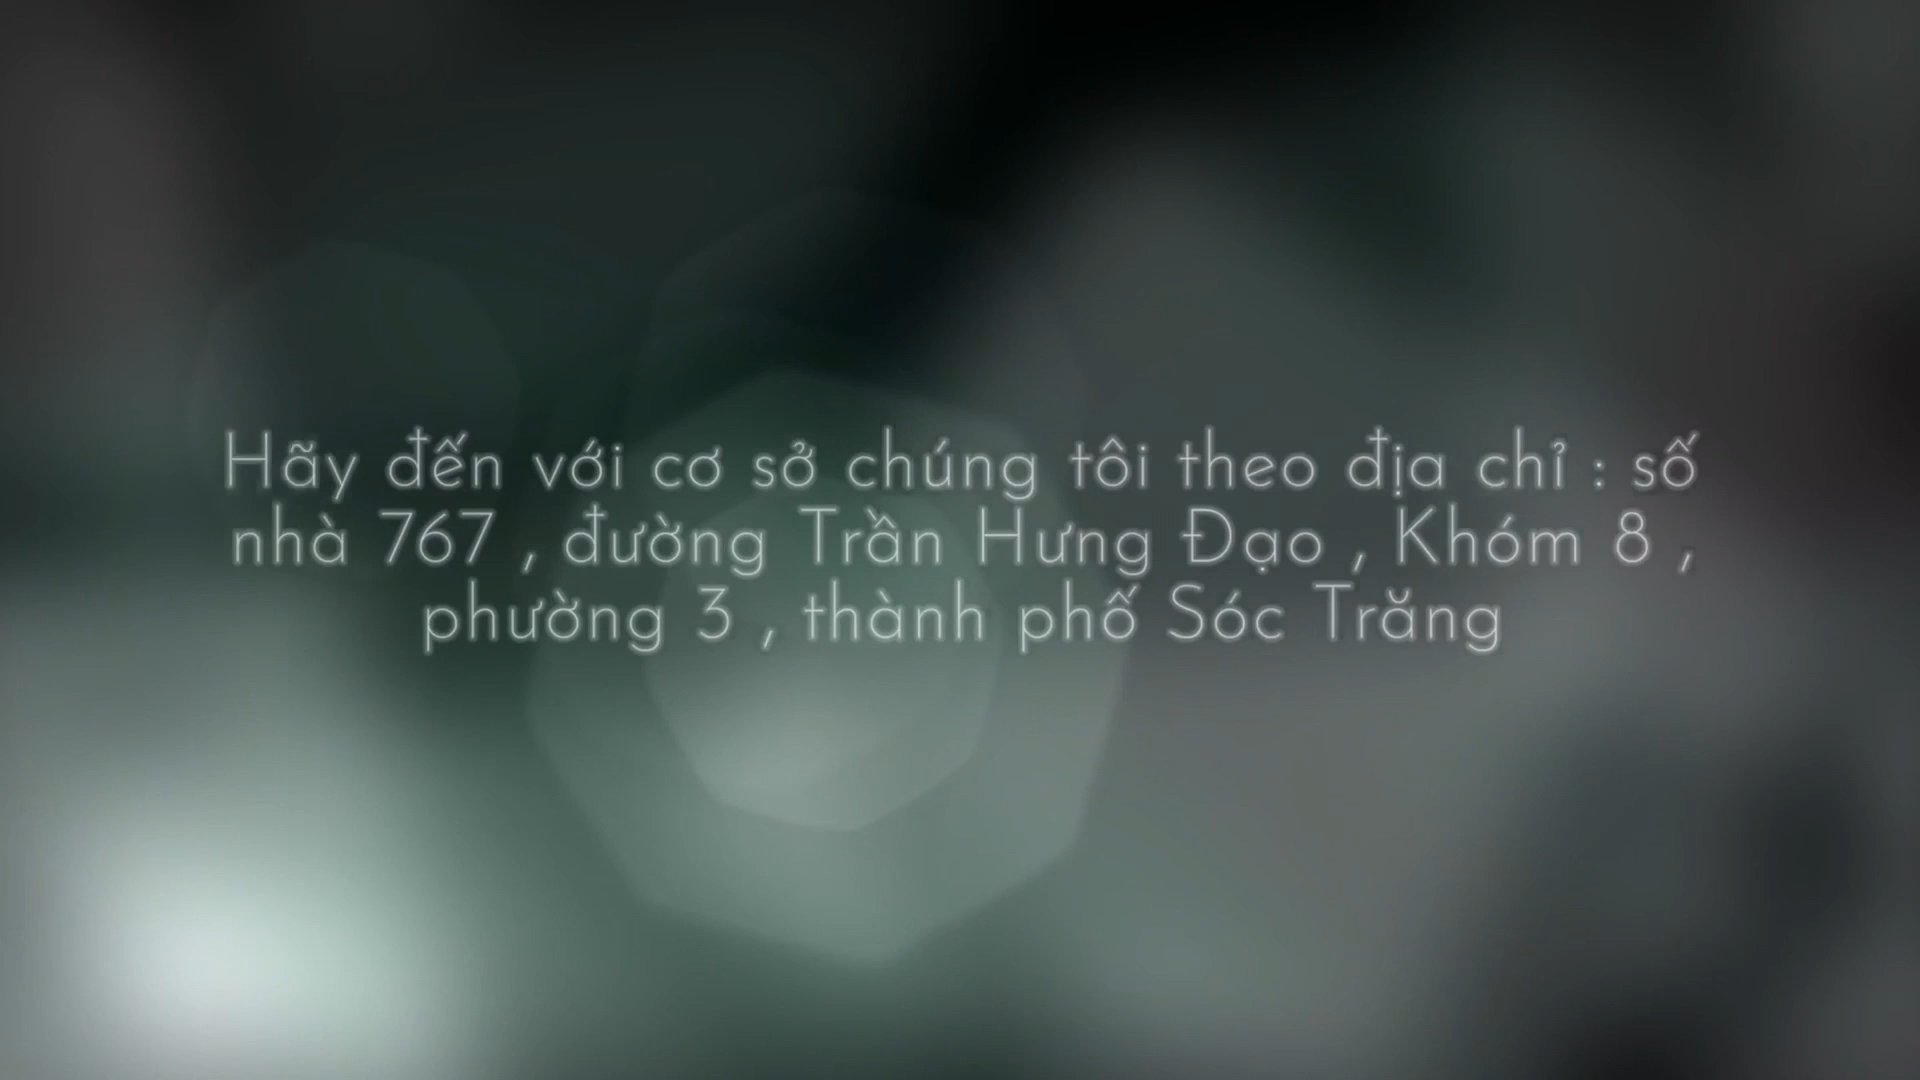 Hãy đến với cơ sở chúng tôi theo địa chỉ : số
nhà 767 , đường Trần Hưng Đạo , Khóm 8 ,
phường 3 , thành phố Sóc Trăng